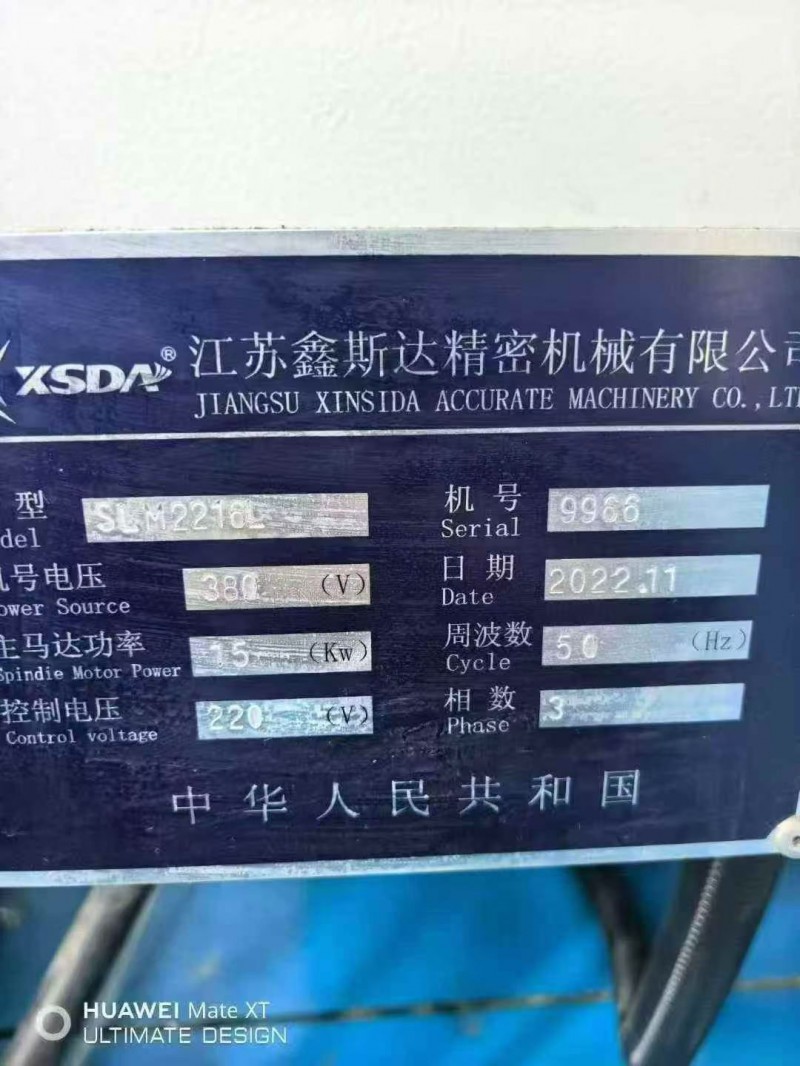 XSDA® 江苏鑫斯达精密机械有限公司
JIANGSU XINSIDA ACCURATE MACHINERY CO.,LT
型 SLM2216L 机号 9966
del Serial
号电压 380 (V) 日期 2022.11
ower Source Date
主马达功率 15 (Kw) 周波数 50 (Hz)
Spindie Motor Power Cycle
控制电压 220 (V) 相数 3
Control voltage Phase
中华人民共和国
HUAWEI Mate XT
ULTIMATE DESIGN